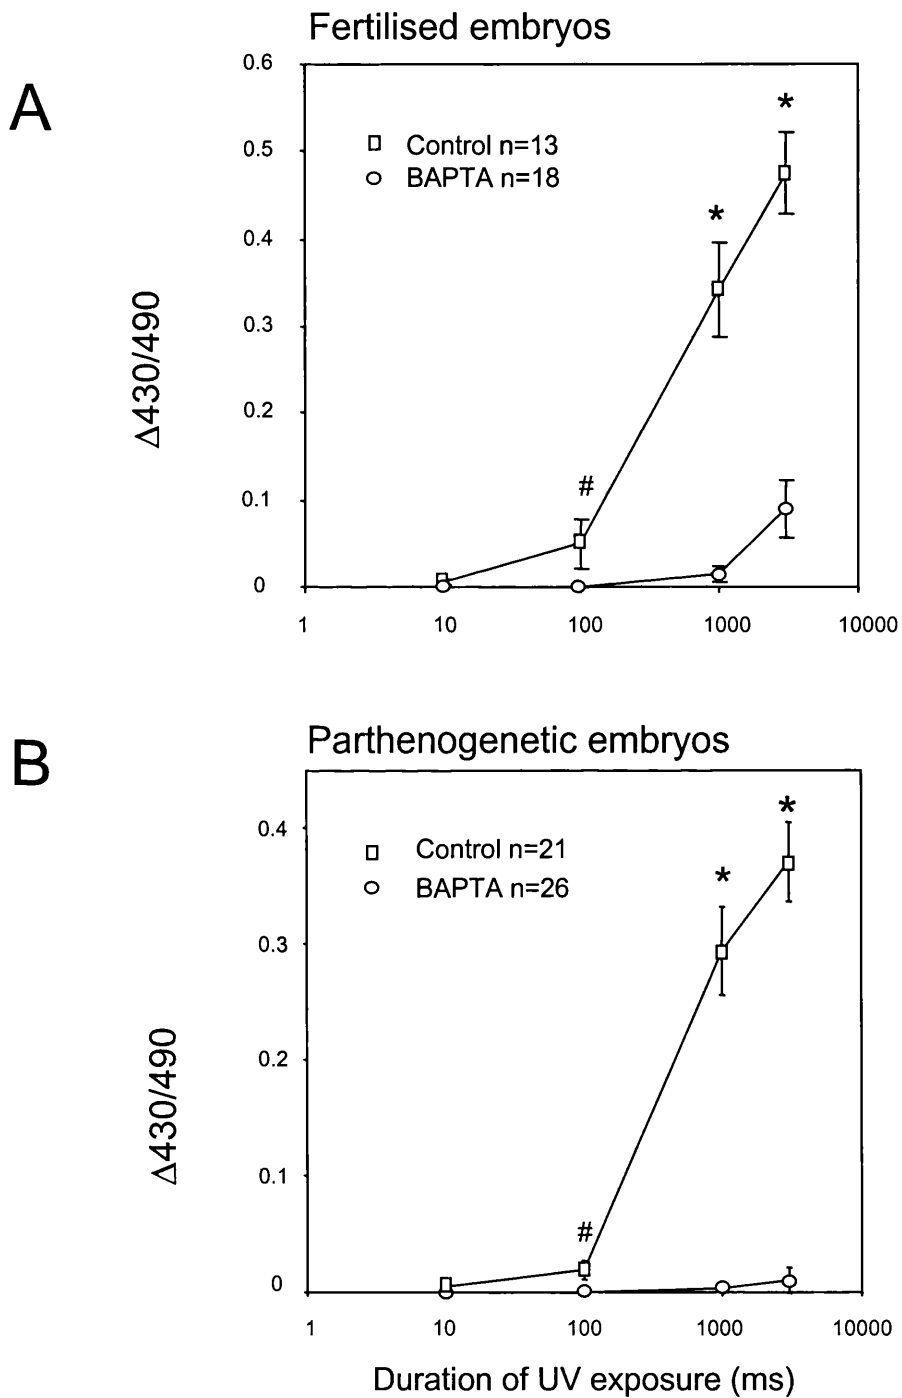 Fertilised embryos
A
0.6
0.5
0.4
0.3
0.2
0.1
0
Control n=13
BAPTA n=18
*
*
#
Δ430/490
1 10 100 1000 10000
Parthenogenetic embryos
B
0.4
0.3
0.2
0.1
0
Control n=21
BAPTA n=26
*
*
#
Δ430/490
1 10 100 1000 10000
Duration of UV exposure (ms)